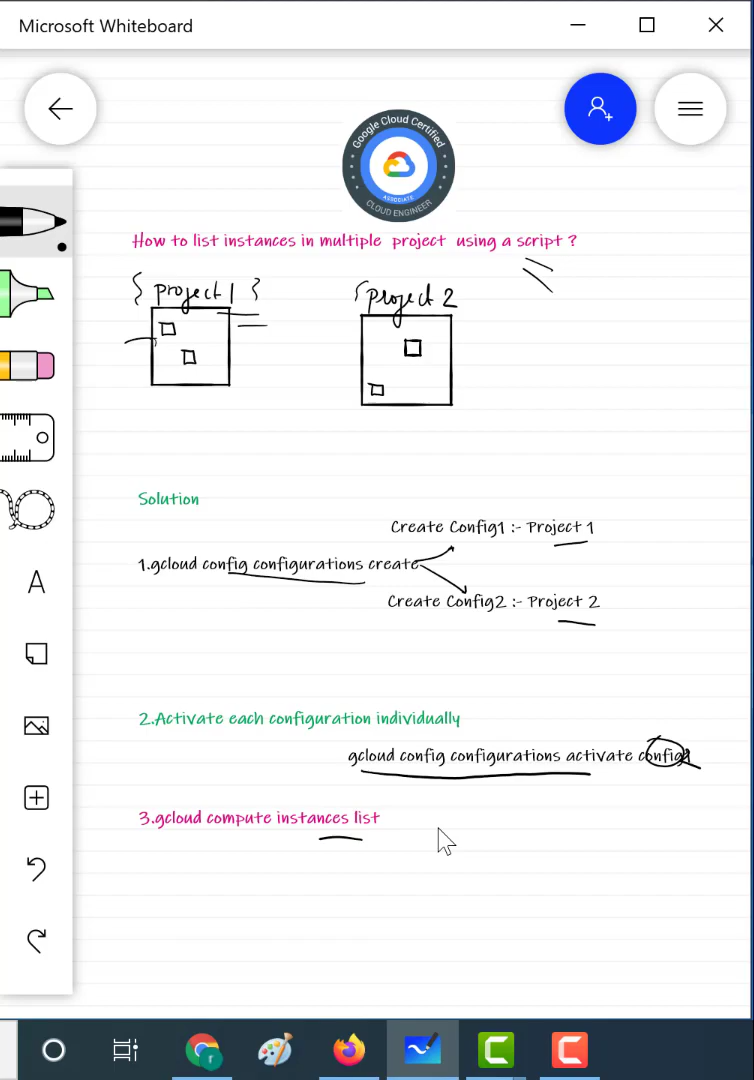 Microsoft Whiteboard
Google Cloud Certified
ASSOCIATE
CLOUD ENGINEER
How to list instances in multiple project using a script ?
project 1
project 2
Solution
Create Config1 :- Project 1
1.gcloud config configurations create
Create Config2 :- Project 2
2.Activate each configuration individually
gcloud config configurations activate config
3.gcloud compute instances list
A